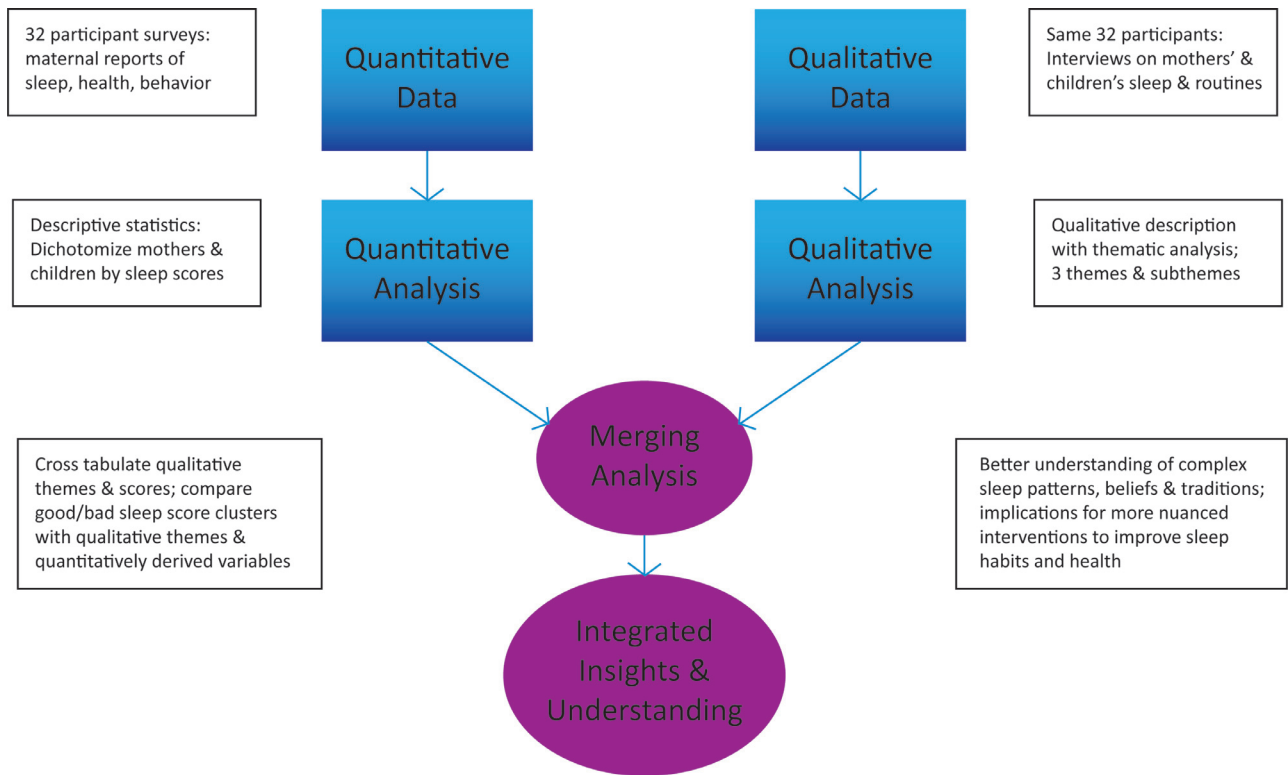 32 participant surveys:
maternal reports of
sleep, health, behavior
Quantitative
Data
Qualitative
Data
Same 32 participants:
Interviews on mothers' &
children's sleep & routines
Descriptive statistics:
Dichotomize mothers &
children by sleep scores
Quantitative
Analysis
Qualitative
Analysis
Qualitative description
with thematic analysis;
3 themes & subthemes
Merging
Analysis
Cross tabulate qualitative
themes & scores; compare
good/bad sleep score clusters
with qualitative themes &
quantitatively derived variables
Better understanding of complex
sleep patterns, beliefs & traditions;
implications for more nuanced
interventions to improve sleep
habits and health
Integrated
Insights &
Understanding